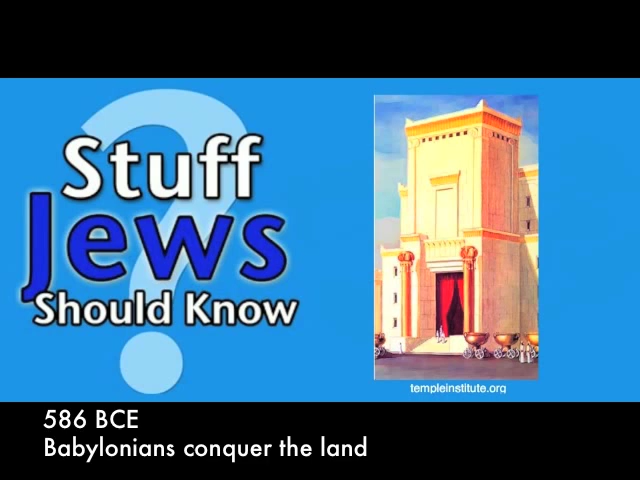 ?
Stuff
Jews
Should Know
templeinstitute.org
586 BCE
Babylonians conquer the land